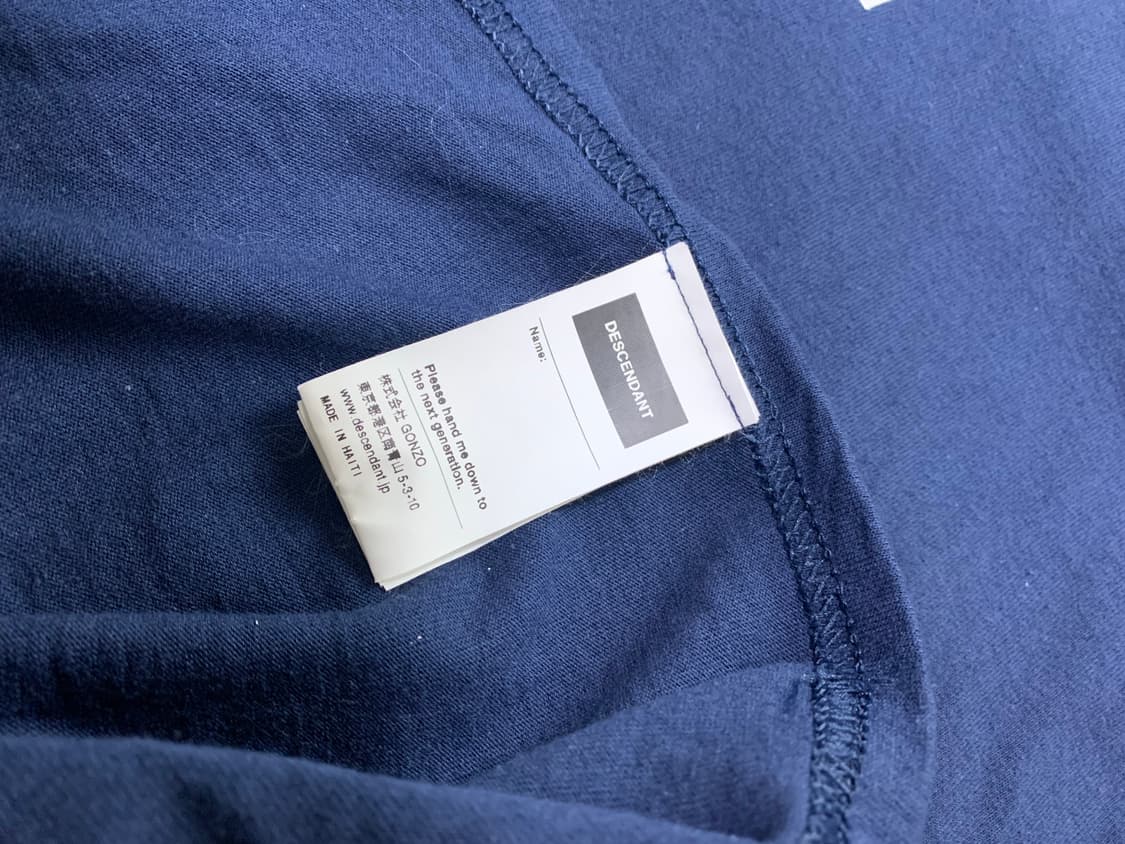 DESCENDANT
Name:
Please hand me down to
the next generation.
株式会社 GONZO
東京都港区南青山 5-3-10
www.descendant.jp
MADE IN HAITI